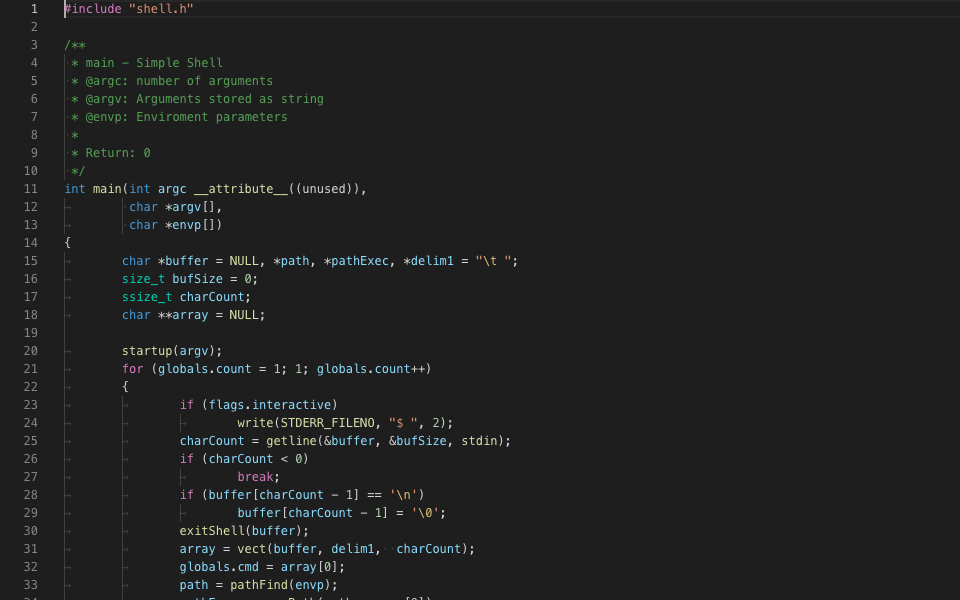 1 #include "shell.h"
2
3 /**
4  * main - Simple Shell
5  * @argc: number of arguments
6  * @argv: Arguments stored as string
7  * @envp: Enviroment parameters
8  *
9  * Return: 0
10  */
11 int main(int argc __attribute__((unused)),
12         char *argv[],
13         char *envp[])
14 {
15         char *buffer = NULL, *path, *pathExec, *delim1 = "\t ";
16         size_t bufSize = 0;
17         ssize_t charCount;
18         char **array = NULL;
19
20         startup(argv);
21         for (globals.count = 1; 1; globals.count++)
22         {
23                 if (flags.interactive)
24                         write(STDERR_FILENO, "$ ", 2);
25                 charCount = getline(&buffer, &bufSize, stdin);
26                 if (charCount < 0)
27                         break;
28                 if (buffer[charCount - 1] == '\n')
29                         buffer[charCount - 1] = '\0';
30                 exitShell(buffer);
31                 array = vect(buffer, delim1,  charCount);
32                 globals.cmd = array[0];
33                 path = pathFind(envp);